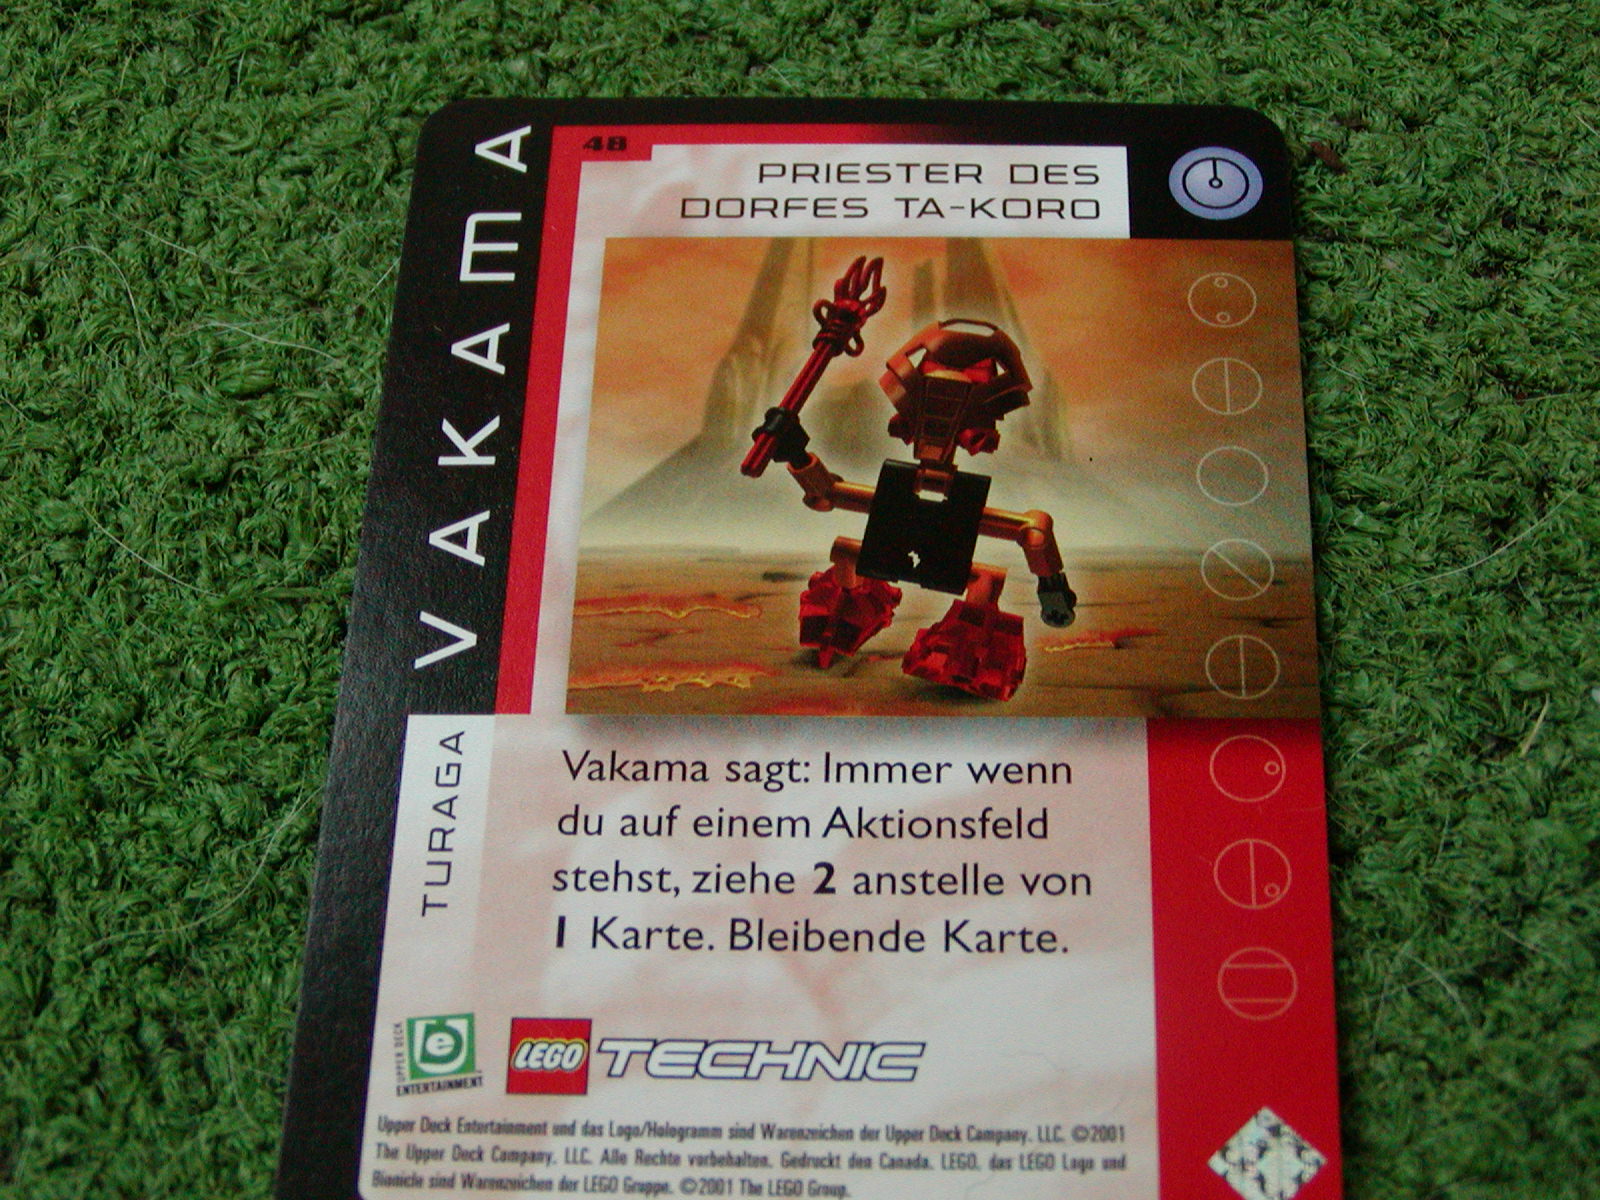 48
PRIESTER DES
DORFES TA-KORO
VAKAMA
TURAGA
Vakama sagt: Immer wenn
du auf einem Aktionsfeld
stehst, ziehe 2 anstelle von
1 Karte. Bleibende Karte.
UPPER DECK
e
ENTERTAINMENT
LEGO TECHNIC
Upper Deck Entertainment und das Logo/Hologramm sind Warenzeichen der Upper Deck Company, LLC. ©2001
The Upper Deck Company, LLC. Alle Rechte vorbehalten. Gedruckt den Canada. LEGO, das LEGO Logo und
Bionicle sind Warenzeichen der LEGO Gruppe. ©2001 The LEGO Group.